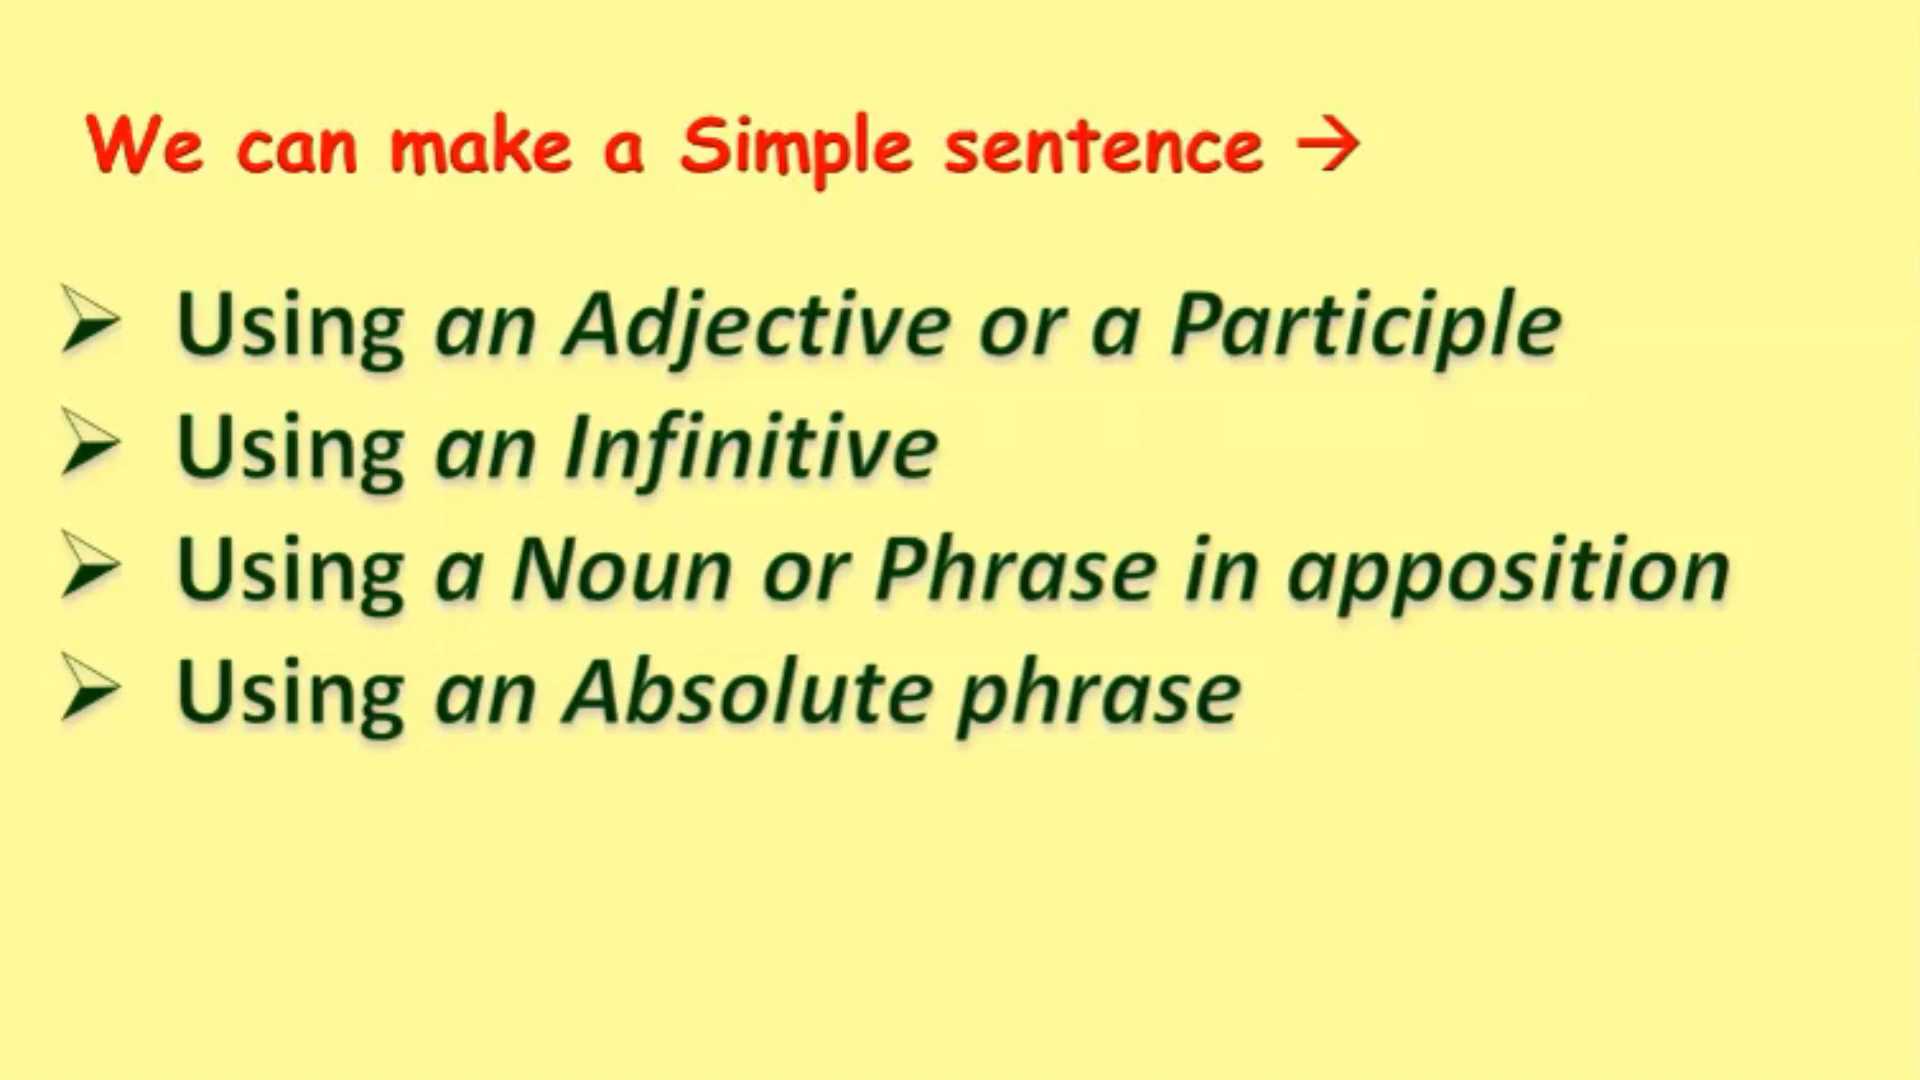 We can make a Simple sentence →
➢ Using an Adjective or a Participle
➢ Using an Infinitive
➢ Using a Noun or Phrase in apposition
➢ Using an Absolute phrase